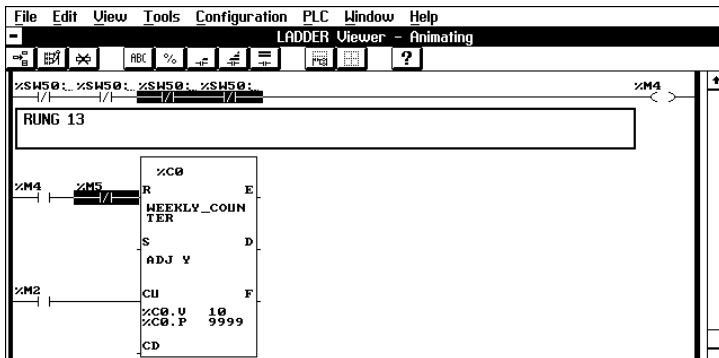 File Edit View Tools Configuration PLC Window Help
LADDER Viewer - Animating
ABC % ?
%SW50:… %SW50:… %SW50:… %SW50:… %M4
RUNG 13
%C0
%M4 %M5 R E
WEEKLY_COUN
TER
S D
ADJ Y
%M2 CU F
%C0.V 10
%C0.P 9999
CD